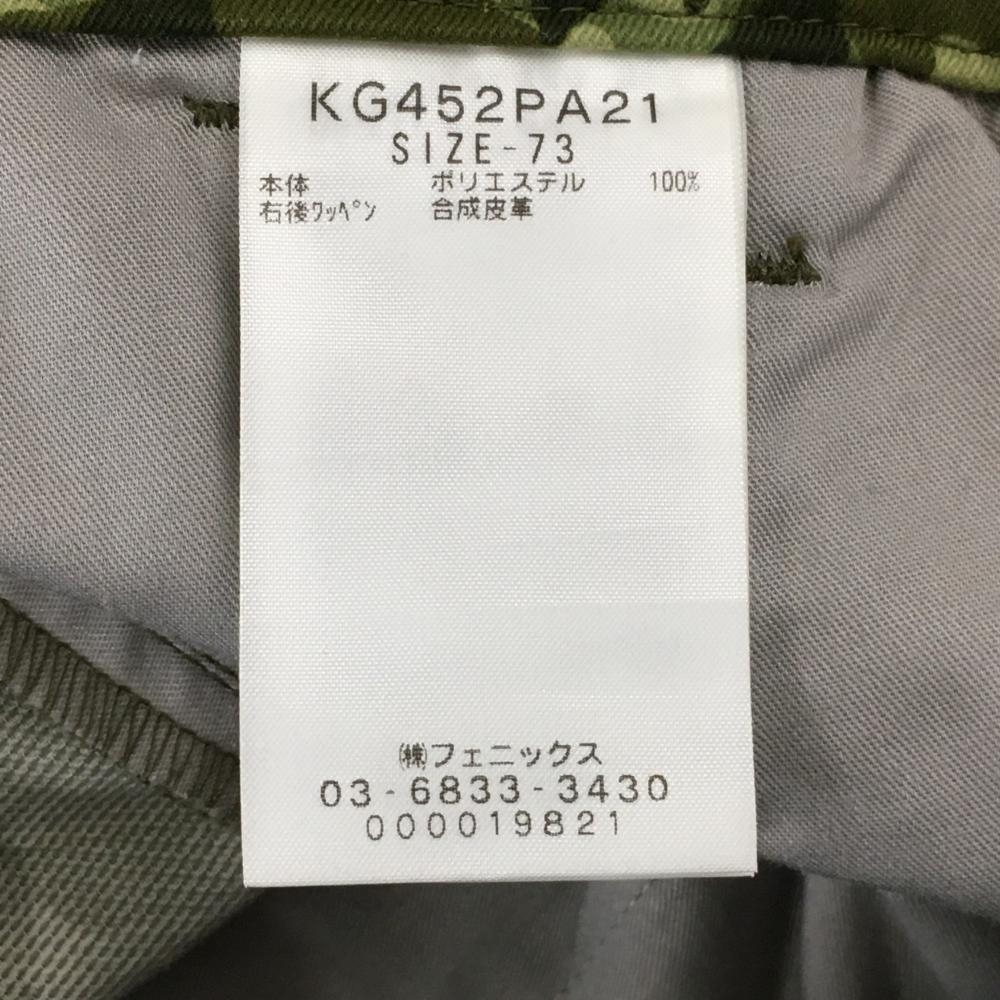 KG452PA21
SIZE-73
本体 ポリエステル 100%
右後ﾜｯﾍﾟﾝ 合成皮革
㈱フェニックス
03-6833-3430
000019821